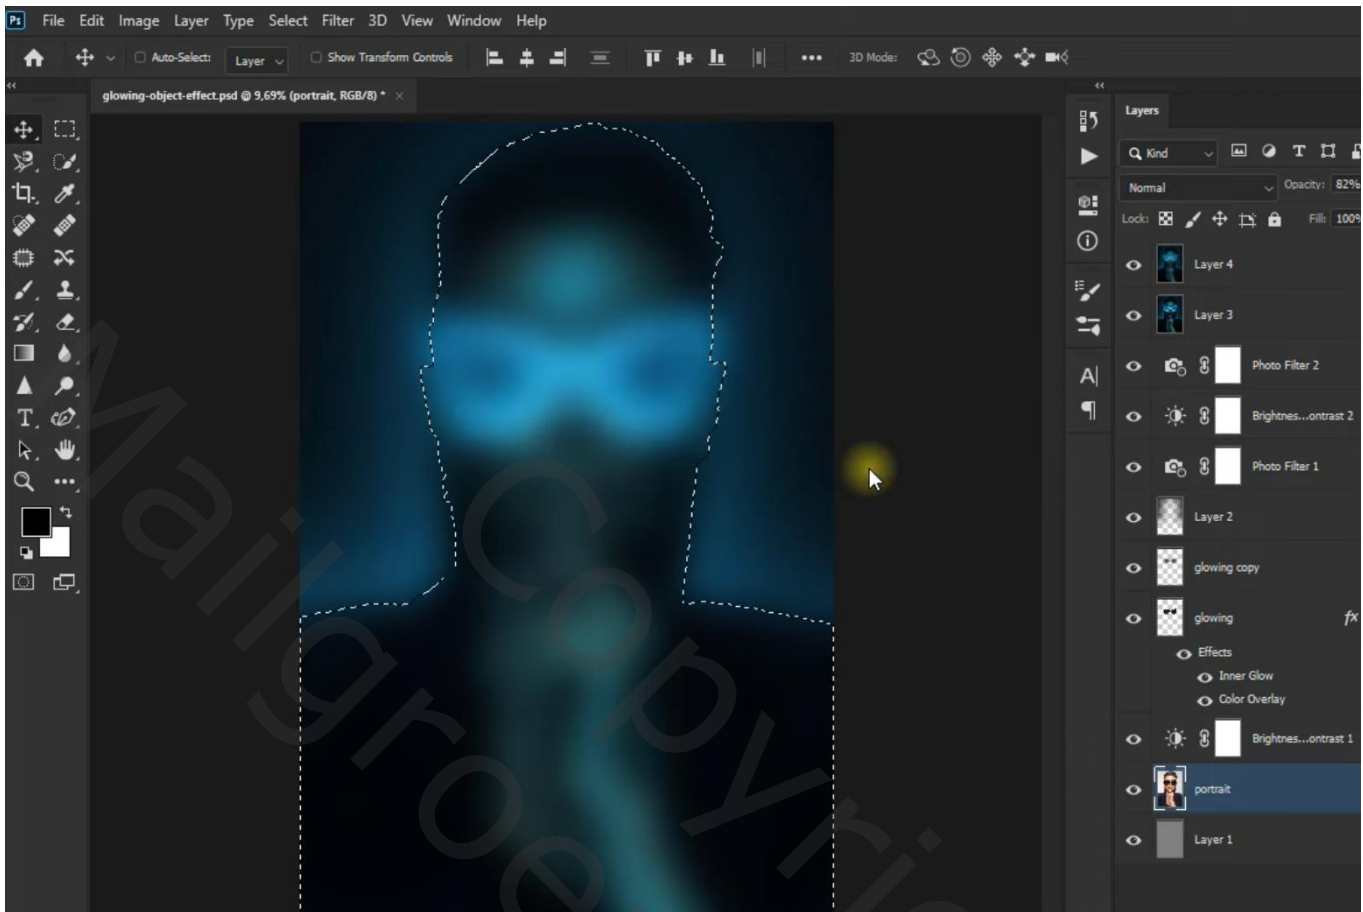 Ps File Edit Image Layer Type Select Filter 3D View Window Help
Auto-Select: Layer Show Transform Controls 3D Mode:
glowing-object-effect.psd @ 9,69% (portrait, RGB/8) * ×
Layers
Kind
Normal Opacity: 82%
Lock: Fill: 100%
Layer 4
Layer 3
Photo Filter 2
Brightnes...ontrast 2
Photo Filter 1
Layer 2
glowing copy
glowing fx
Effects
Inner Glow
Color Overlay
Brightnes...ontrast 1
portrait
Layer 1